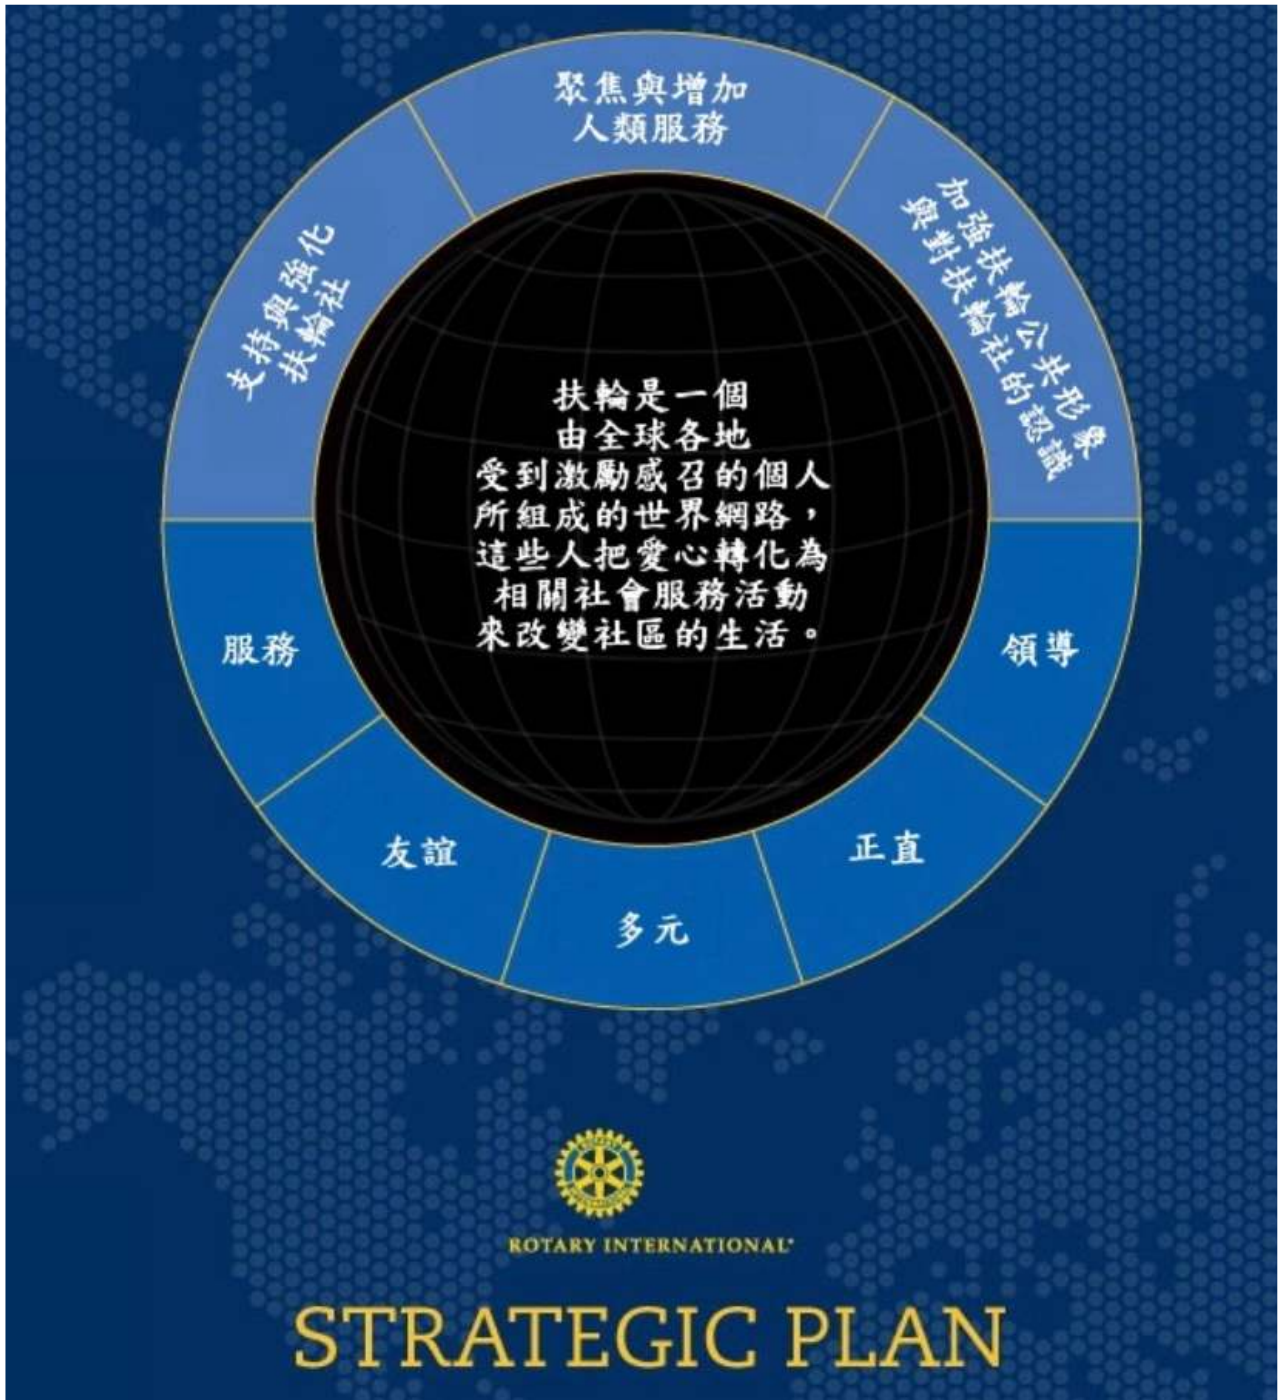 聚焦與增加
人類服務
支持與強化
扶輪社
加強扶輪公共形象
與對扶輪社的認識
扶輪是一個
由全球各地
受到激勵感召的個人
所組成的世界網路，
這些人把愛心轉化為
相關社會服務活動
來改變社區的生活。
服務
領導
友誼
正直
多元
ROTARY INTERNATIONAL
STRATEGIC PLAN